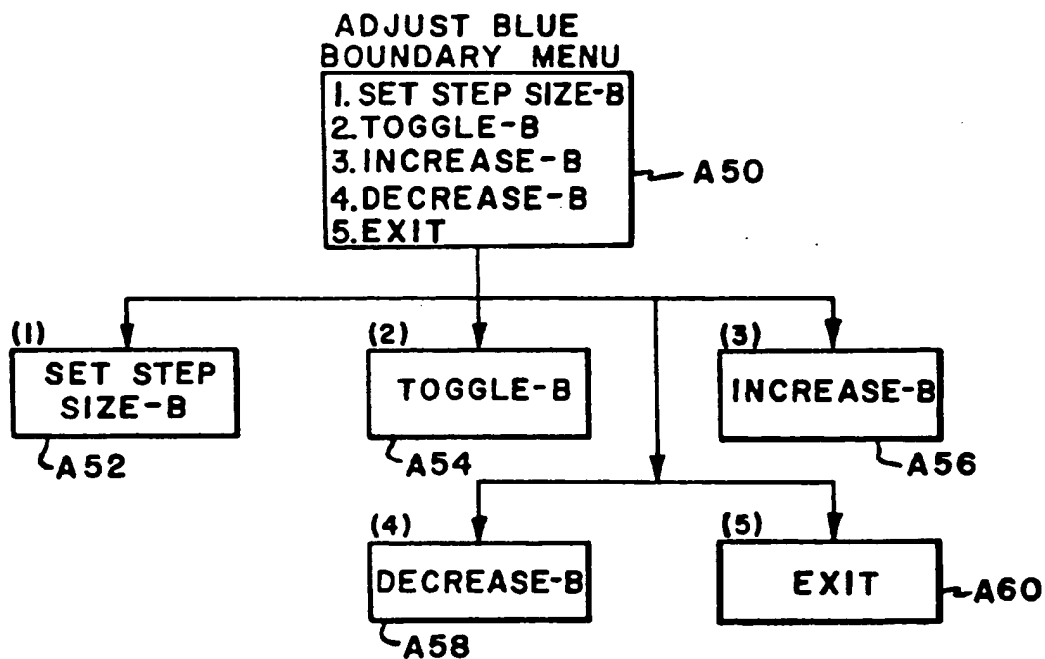 ADJUST BLUE
BOUNDARY MENU
1. SET STEP SIZE-B
2. TOGGLE-B
3. INCREASE-B
4. DECREASE-B
5. EXIT
A50
(1)
SET STEP
SIZE-B
A52
(2)
TOGGLE-B
A54
(3)
INCREASE-B
A56
(4)
DECREASE-B
A58
(5)
EXIT
A60